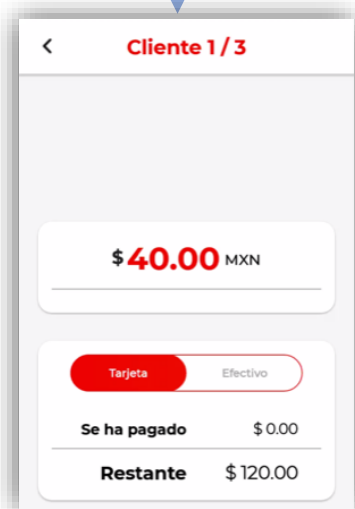 Cliente 1 / 3
$ 40.00 MXN
Tarjeta Efectivo
Se ha pagado $ 0.00
Restante $ 120.00